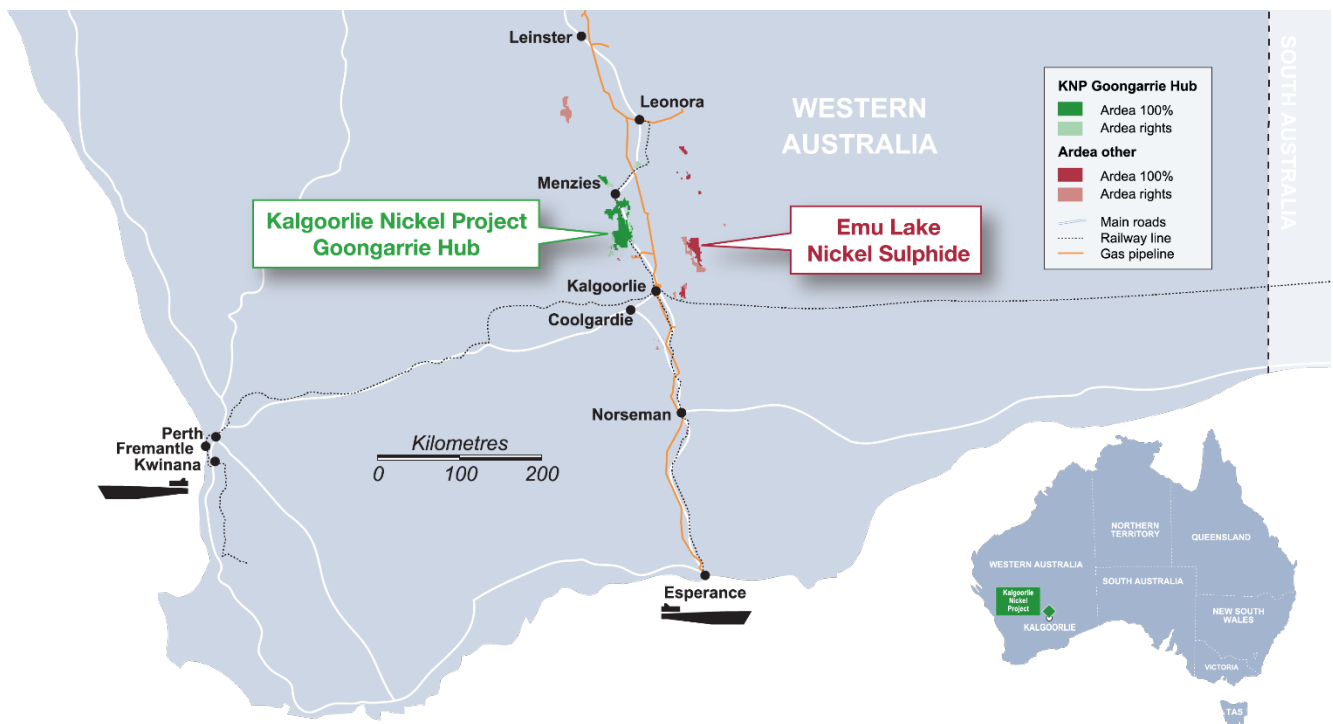 Leinster
Leonora
WESTERN
AUSTRALIA
SOUTH AUSTRALIA
KNP Goongarrie Hub
Ardea 100%
Ardea rights
Ardea other
Ardea 100%
Ardea rights
Main roads
Railway line
Gas pipeline
Menzies
Kalgoorlie Nickel Project
Goongarrie Hub
Emu Lake
Nickel Sulphide
Kalgoorlie
Coolgardie
Norseman
Perth
Fremantle
Kwinana
Kilometres
0 100 200
Esperance
NORTHERN
TERRITORY
QUEENSLAND
WESTERN AUSTRALIA
SOUTH AUSTRALIA
Kalgoorlie
Nickel
Project
KALGOORLIE
NEW SOUTH
WALES
VICTORIA
TAS